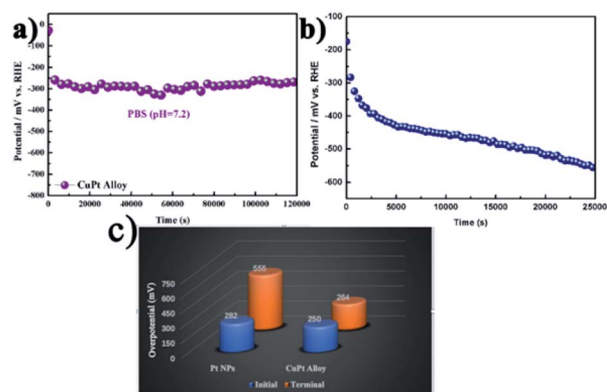 a)
0
-100
-200
-300
-400
-500
-600
-700
-800
Potential / mV vs. RHE
PBS (pH=7.2)
CuPt Alloy
0 20000 40000 60000 80000 100000 120000
Time (s)
b)
-100
-200
-300
-400
-500
-600
Potential / mV vs. RHE
0 5000 10000 15000 20000 25000
Time (s)
c)
Overpotential (mV)
750
600
450
300
150
0
282
555
250
264
Pt NPs CuPt Alloy
Initial Terminal